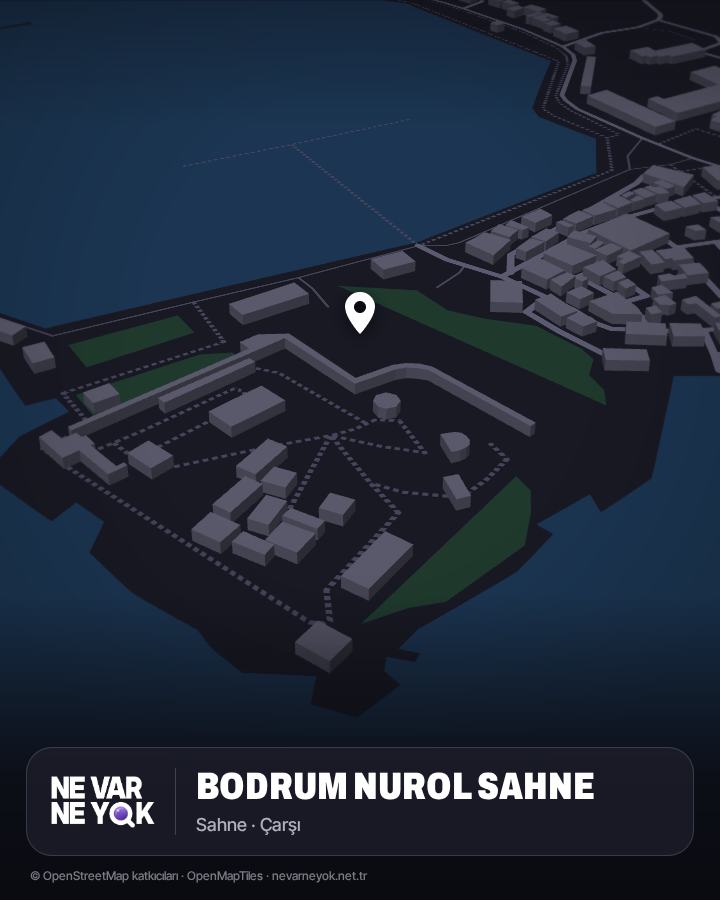 NE VAR
NE YOK
BODRUM NUROL SAHNE
Sahne · Çarşı
© OpenStreetMap katkıcıları · OpenMapTiles · nevarneyok.net.tr